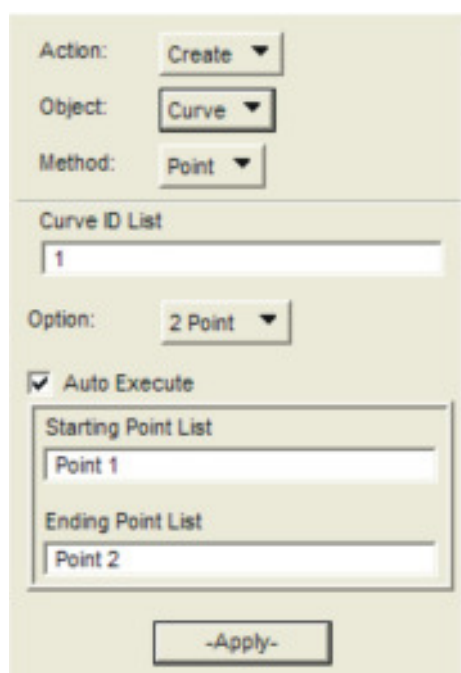 Action: Create
Object: Curve
Method: Point
Curve ID List
1
Option: 2 Point
Auto Execute
Starting Point List
Point 1
Ending Point List
Point 2
-Apply-